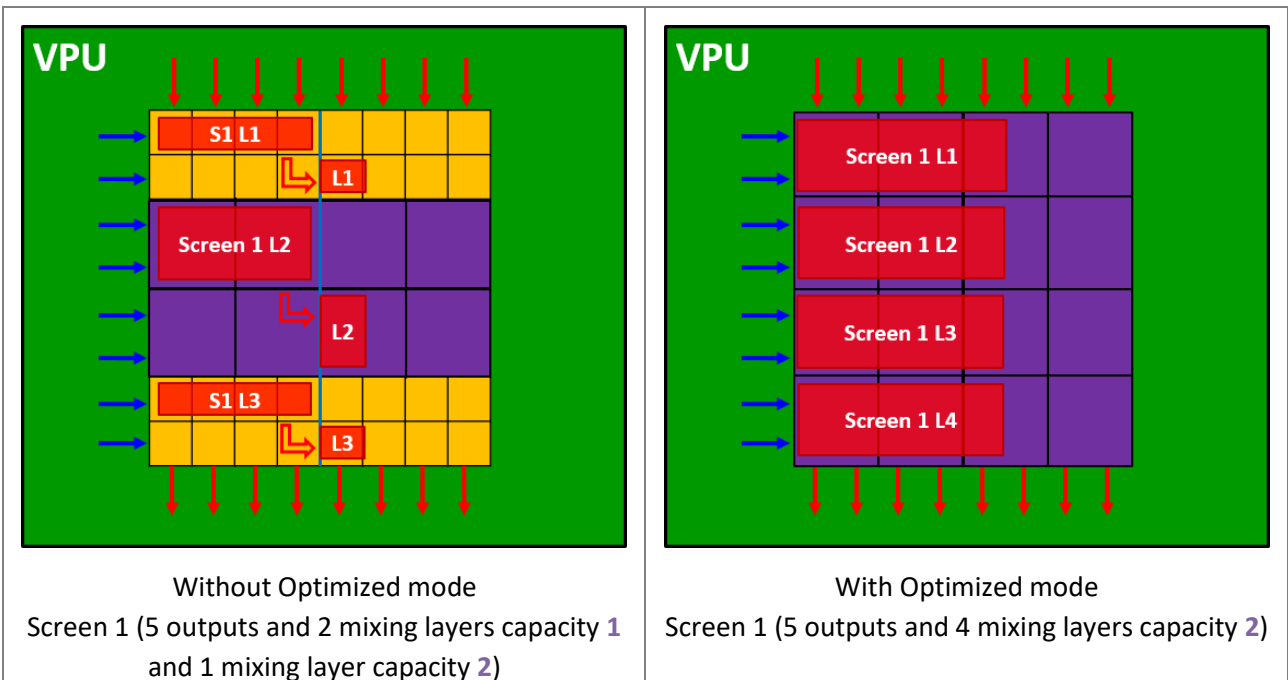 VPU
S1 L1
L1
Screen 1 L2
L2
S1 L3
L3
Without Optimized mode
Screen 1 (5 outputs and 2 mixing layers capacity 1
and 1 mixing layer capacity 2)
VPU
Screen 1 L1
Screen 1 L2
Screen 1 L3
Screen 1 L4
With Optimized mode
Screen 1 (5 outputs and 4 mixing layers capacity 2)